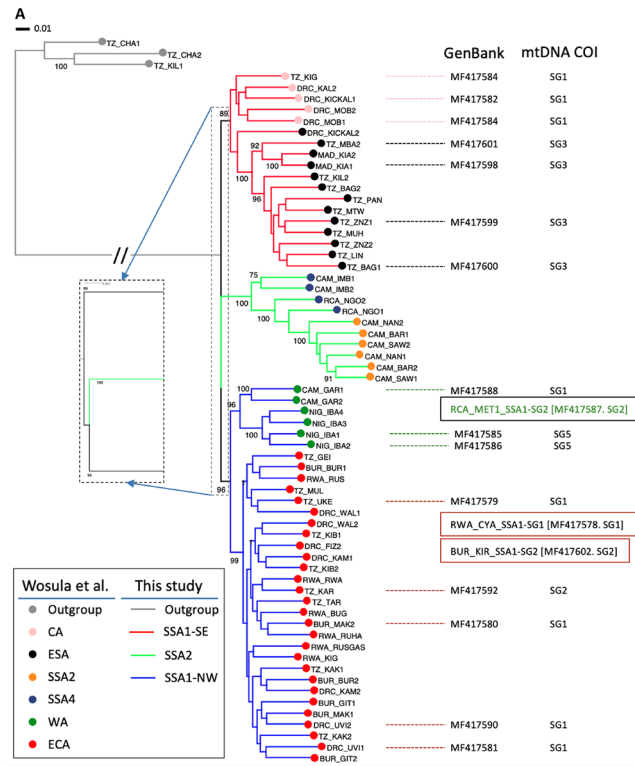 A
0.01
TZ_CHA1
TZ_CHA2
100
TZ_KIL1
GenBank mtDNA COI
TZ_KIG MF417584 SG1
DRC_KAL2
DRC_KICKAL1 MF417582 SG1
DRC_MOB2
89
DRC_MOB1 MF417584 SG1
DRC_KICKAL2
92 TZ_MBA2 MF417601 SG3
MAD_KIA2
100 MAD_KIA1 MF417598 SG3
100 TZ_KIL2
TZ_BAG2
96 TZ_PAN
TZ_MTW
TZ_ZNZ1 MF417599 SG3
TZ_MUH
TZ_ZNZ2
TZ_LIN
TZ_BAG1 MF417600 SG3
75 CAM_IMB1
CAM_IMB2
100 RCA_NGO2
RCA_NGO1
100 CAM_NAN2
100 CAM_BAR1
CAM_SAW2
CAM_NAN1
CAM_BAR2
91 CAM_SAW1
100 CAM_GAR1 MF417588 SG1
CAM_GAR2
96 NIG_IBA4 RCA_MET1_SSA1-SG2 [MF417587. SG2]
NIG_IBA3
100 NIG_IBA1 MF417585 SG5
NIG_IBA2 MF417586 SG5
TZ_GEI
BUR_BUR1
RWA_RUS
96 TZ_MUL
TZ_UKE MF417579 SG1
DRC_WAL1
DRC_WAL2 RWA_CYA_SSA1-SG1 [MF417578. SG1]
TZ_KIB1
DRC_FIZ2 BUR_KIR_SSA1-SG2 [MF417602. SG2]
99 DRC_KAM1
TZ_KIB2
RWA_RWA
TZ_KAR MF417592 SG2
TZ_TAR
RWA_BUG
BUR_MAK2 MF417580 SG1
RWA_RUHA
RWA_RUSGAS
RWA_KIG
TZ_KAK1
BUR_BUR2
DRC_KAM2
BUR_GIT1
BUR_MAK1
DRC_UVI2 MF417590 SG1
TZ_KAK2
DRC_UVI1 MF417581 SG1
BUR_GIT2
100
Wosula et al. This study
Outgroup Outgroup
CA SSA1-SE
ESA SSA2
SSA2 SSA1-NW
SSA4
WA
ECA